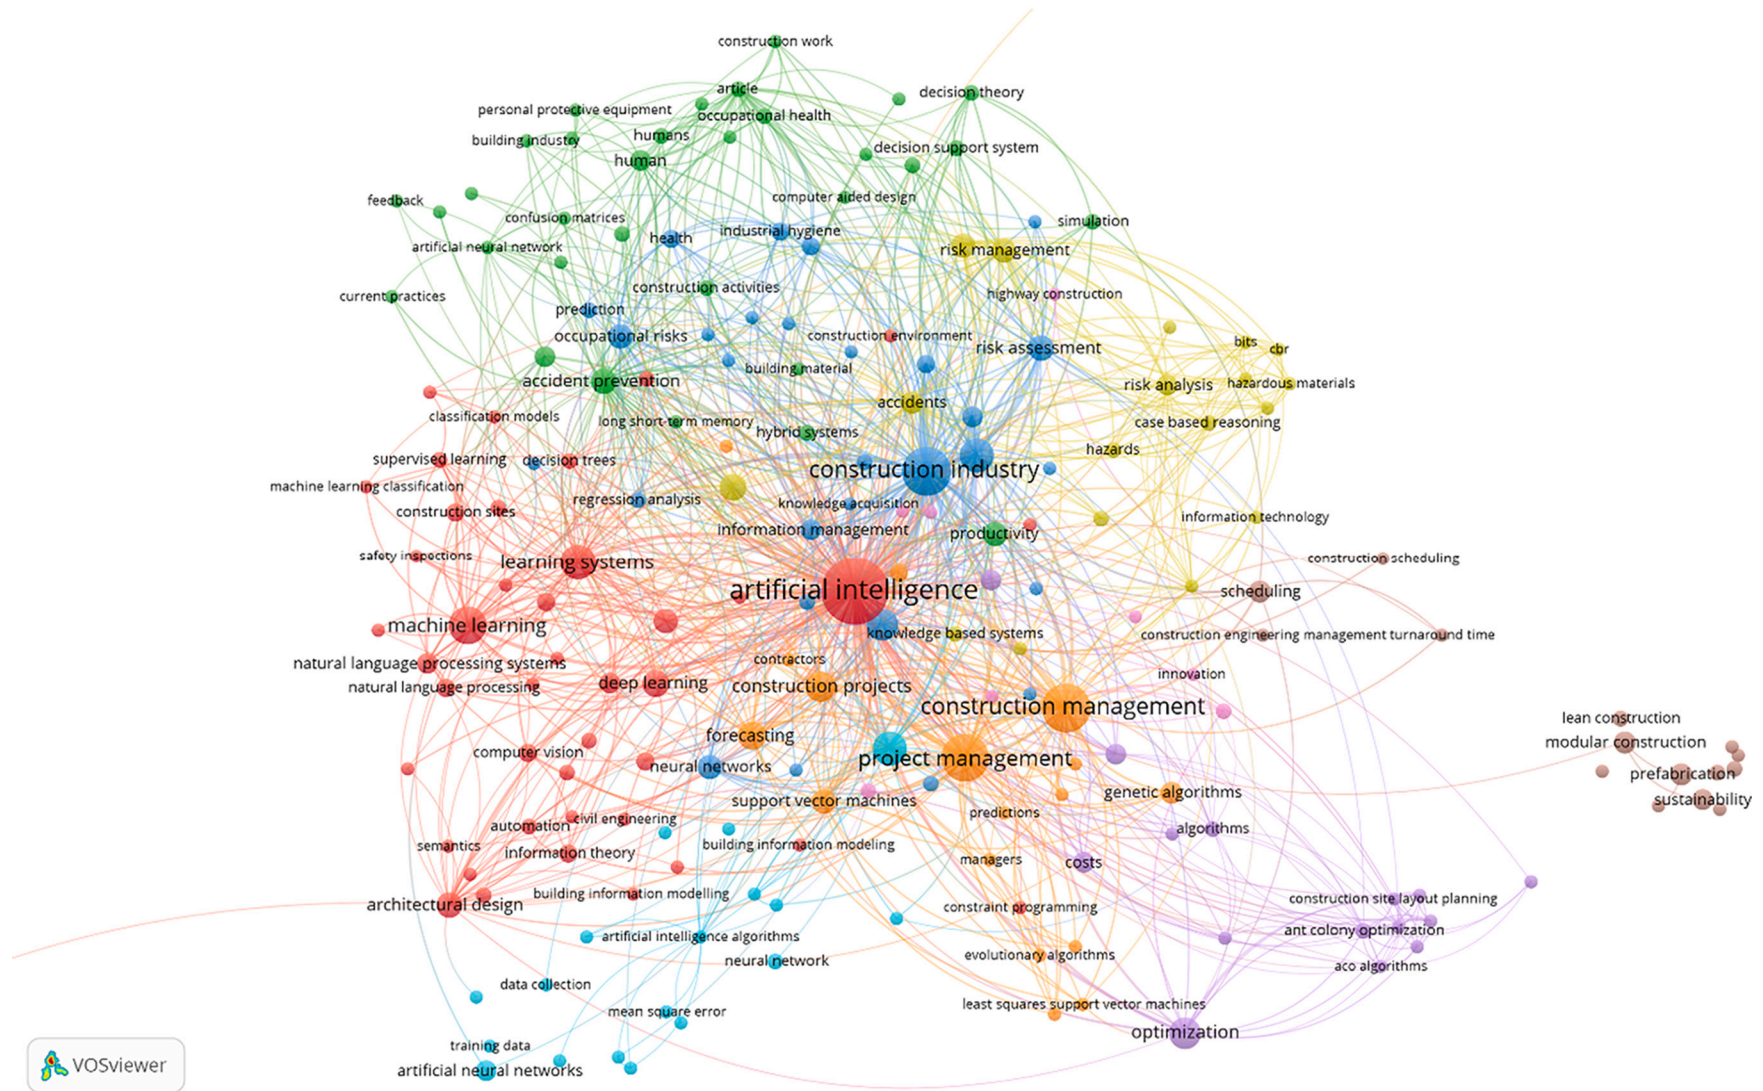 construction work
article
decision theory
personal protective equipment
occupational health
humans
building industry
decision support system
human
computer aided design
feedback
confusion matrices
simulation
industrial hygiene
health
artificial neural network
risk management
construction activities
highway construction
current practices
prediction
occupational risks
construction environment
risk assessment
bits
cbr
building material
accident prevention
risk analysis
hazardous materials
accidents
classification models
long short-term memory
hybrid systems
case based reasoning
hazards
supervised learning
decision trees
construction industry
machine learning classification
regression analysis
knowledge acquisition
construction sites
information management
information technology
productivity
safety inspections
learning systems
construction scheduling
artificial intelligence
scheduling
machine learning
knowledge based systems
construction engineering management
turnaround time
natural language processing systems
contractors
innovation
natural language processing
deep learning
construction projects
construction management
lean construction
forecasting
modular construction
computer vision
neural networks
project management
prefabrication
genetic algorithms
support vector machines
sustainability
predictions
civil engineering
automation
algorithms
semantics
information theory
building information modeling
managers
costs
building information modelling
construction site layout planning
architectural design
constraint programming
artificial intelligence algorithms
ant colony optimization
neural network
evolutionary algorithms
aco algorithms
data collection
least squares support vector machines
mean square error
optimization
training data
artificial neural networks
VOSviewer